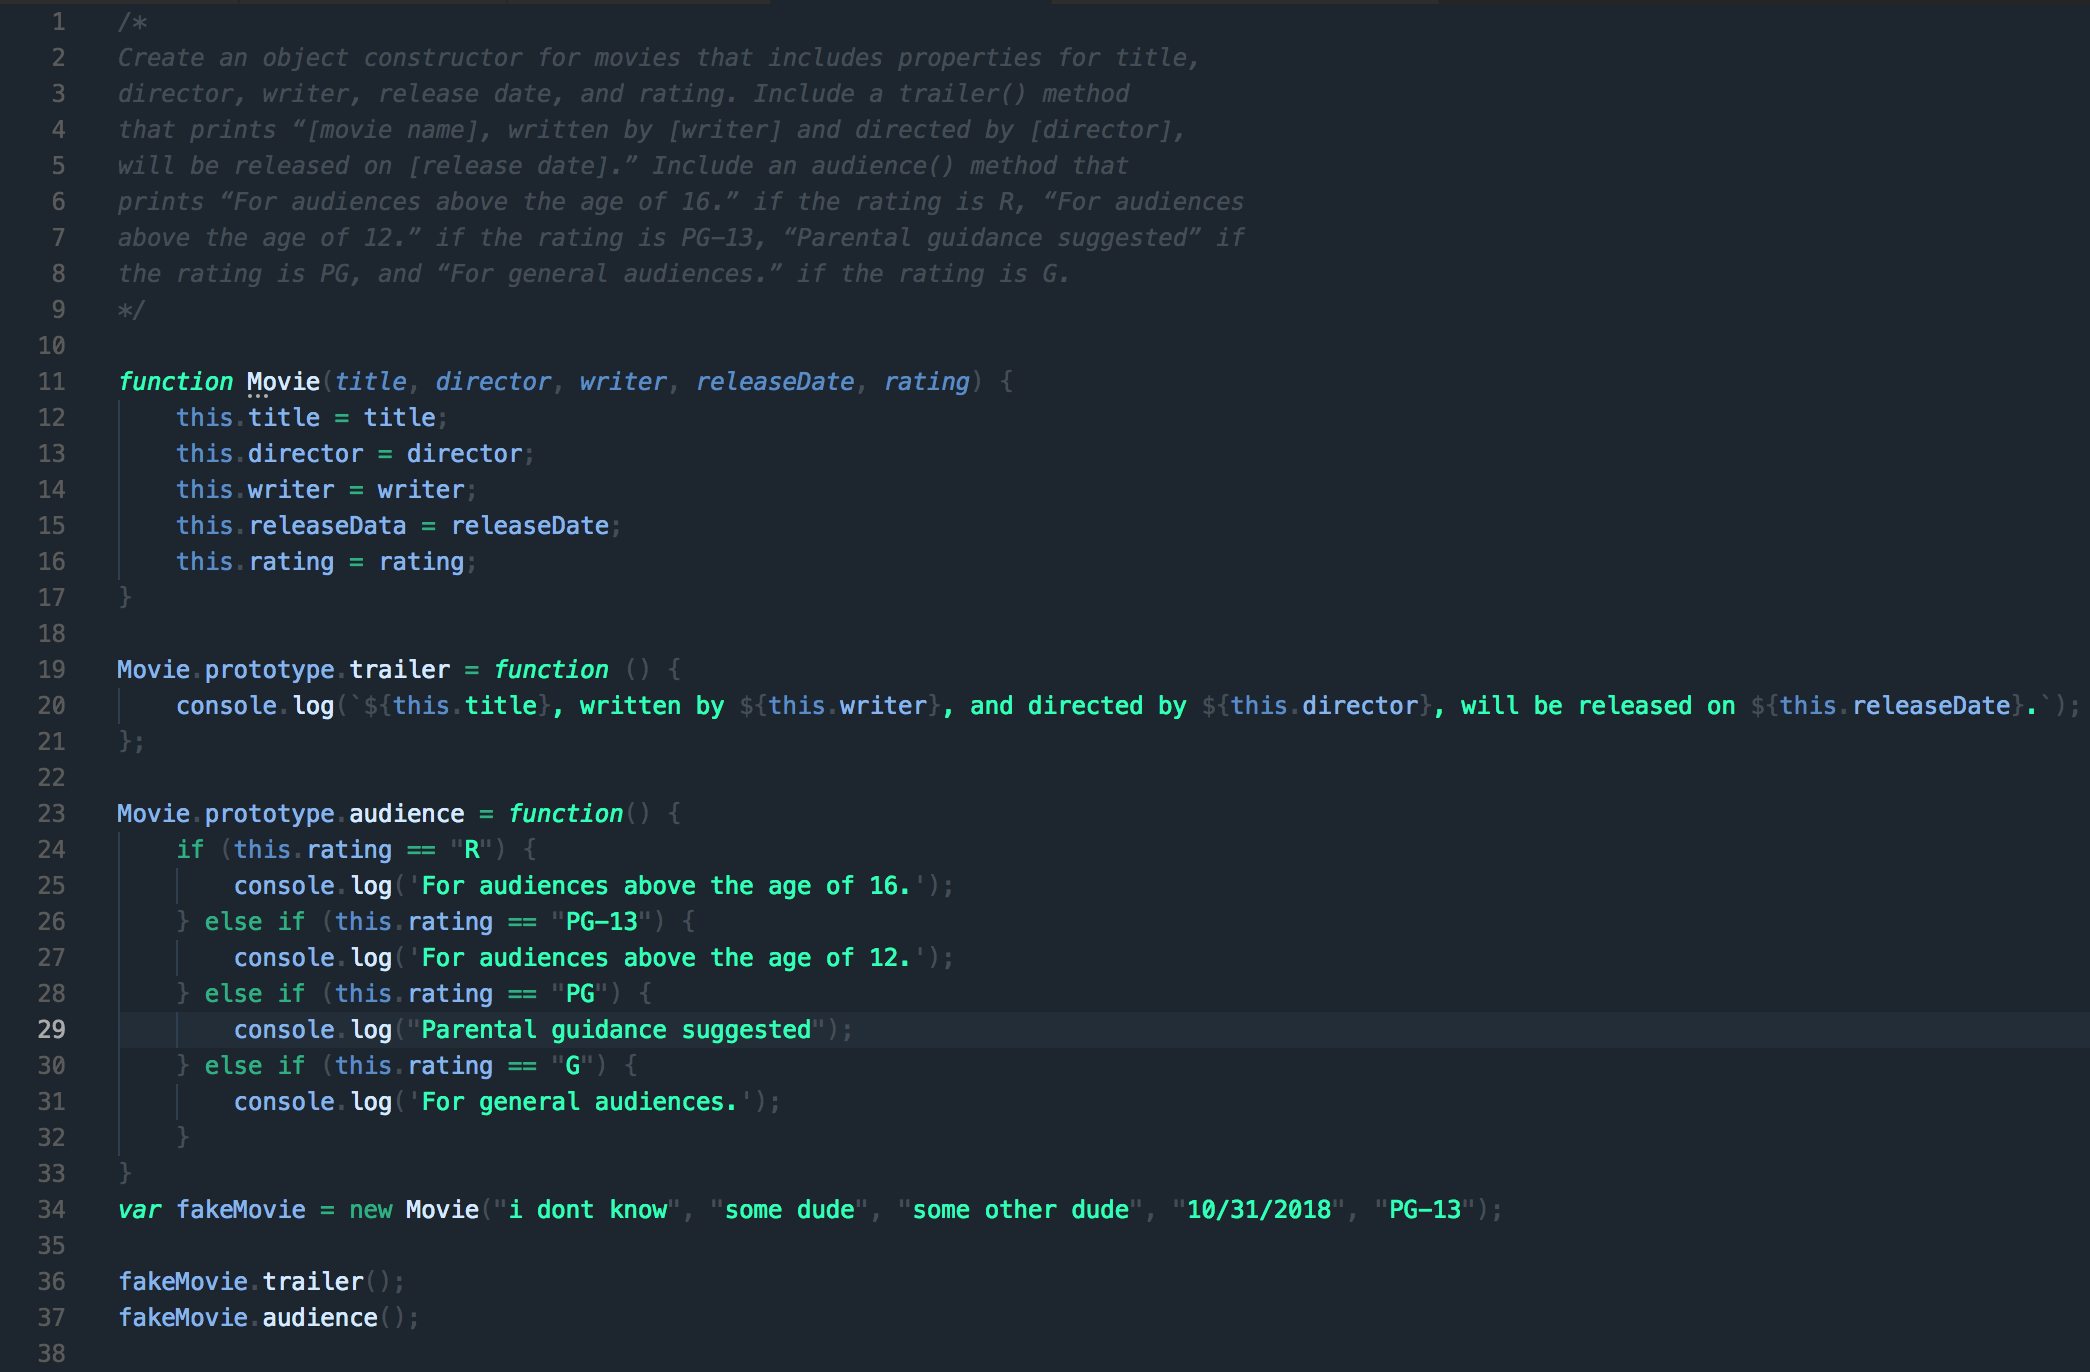 1 /*
2 Create an object constructor for movies that includes properties for title,
3 director, writer, release date, and rating. Include a trailer() method
4 that prints “[movie name], written by [writer] and directed by [director],
5 will be released on [release date].” Include an audience() method that
6 prints “For audiences above the age of 16.” if the rating is R, “For audiences
7 above the age of 12.” if the rating is PG-13, “Parental guidance suggested” if
8 the rating is PG, and “For general audiences.” if the rating is G.
9 */
10
11 function Movie(title, director, writer, releaseDate, rating) {
12     this.title = title;
13     this.director = director;
14     this.writer = writer;
15     this.releaseData = releaseDate;
16     this.rating = rating;
17 }
18
19 Movie.prototype.trailer = function () {
20     console.log(`${this.title}, written by ${this.writer}, and directed by ${this.director}, will be released on ${this.releaseDate}.`);
21 };
22
23 Movie.prototype.audience = function() {
24     if (this.rating == "R") {
25         console.log('For audiences above the age of 16.');
26     } else if (this.rating == "PG-13") {
27         console.log('For audiences above the age of 12.');
28     } else if (this.rating == "PG") {
29         console.log("Parental guidance suggested");
30     } else if (this.rating == "G") {
31         console.log('For general audiences.');
32     }
33 }
34 var fakeMovie = new Movie("i dont know", "some dude", "some other dude", "10/31/2018", "PG-13");
35
36 fakeMovie.trailer();
37 fakeMovie.audience();
38